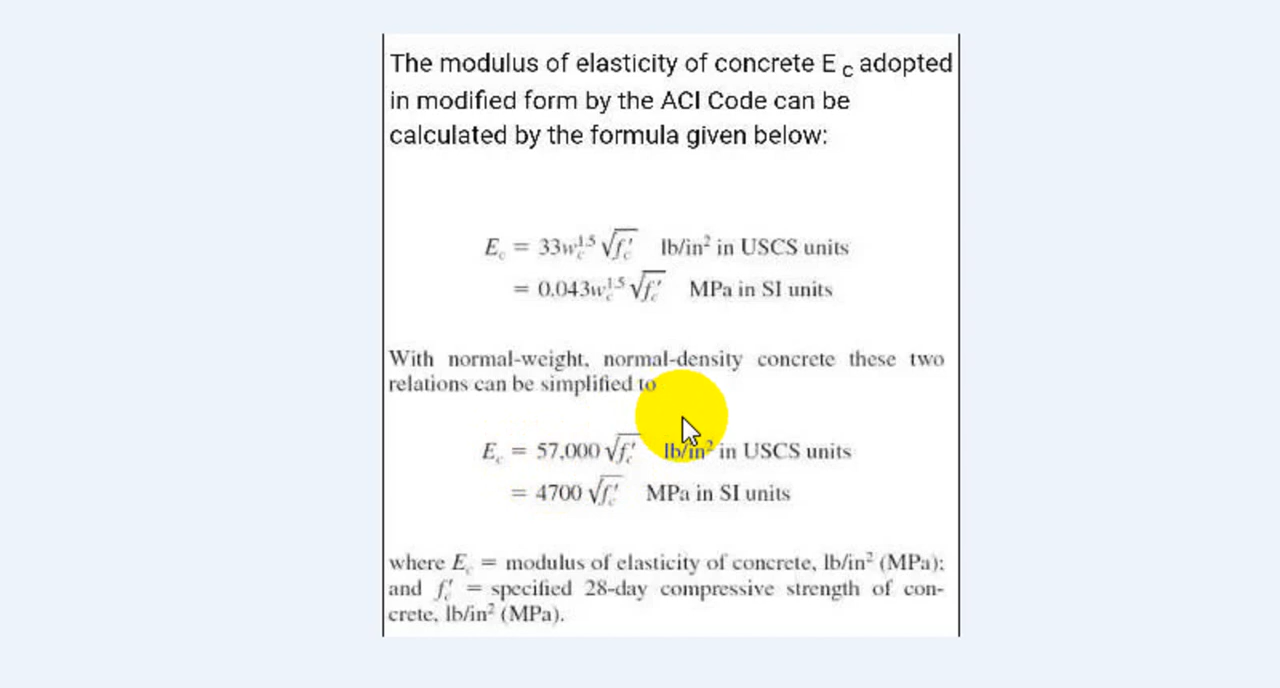 The modulus of elasticity of concrete E c adopted
in modified form by the ACI Code can be
calculated by the formula given below:
E_c = 33w_c^1.5 √f'_c lb/in² in USCS units
= 0.043w_c^1.5 √f'_c MPa in SI units
With normal-weight, normal-density concrete these two
relations can be simplified to
E_c = 57,000 √f'_c lb/in² in USCS units
= 4700 √f'_c MPa in SI units
where E_c = modulus of elasticity of concrete, lb/in² (MPa);
and f'_c = specified 28-day compressive strength of con-
crete, lb/in² (MPa).